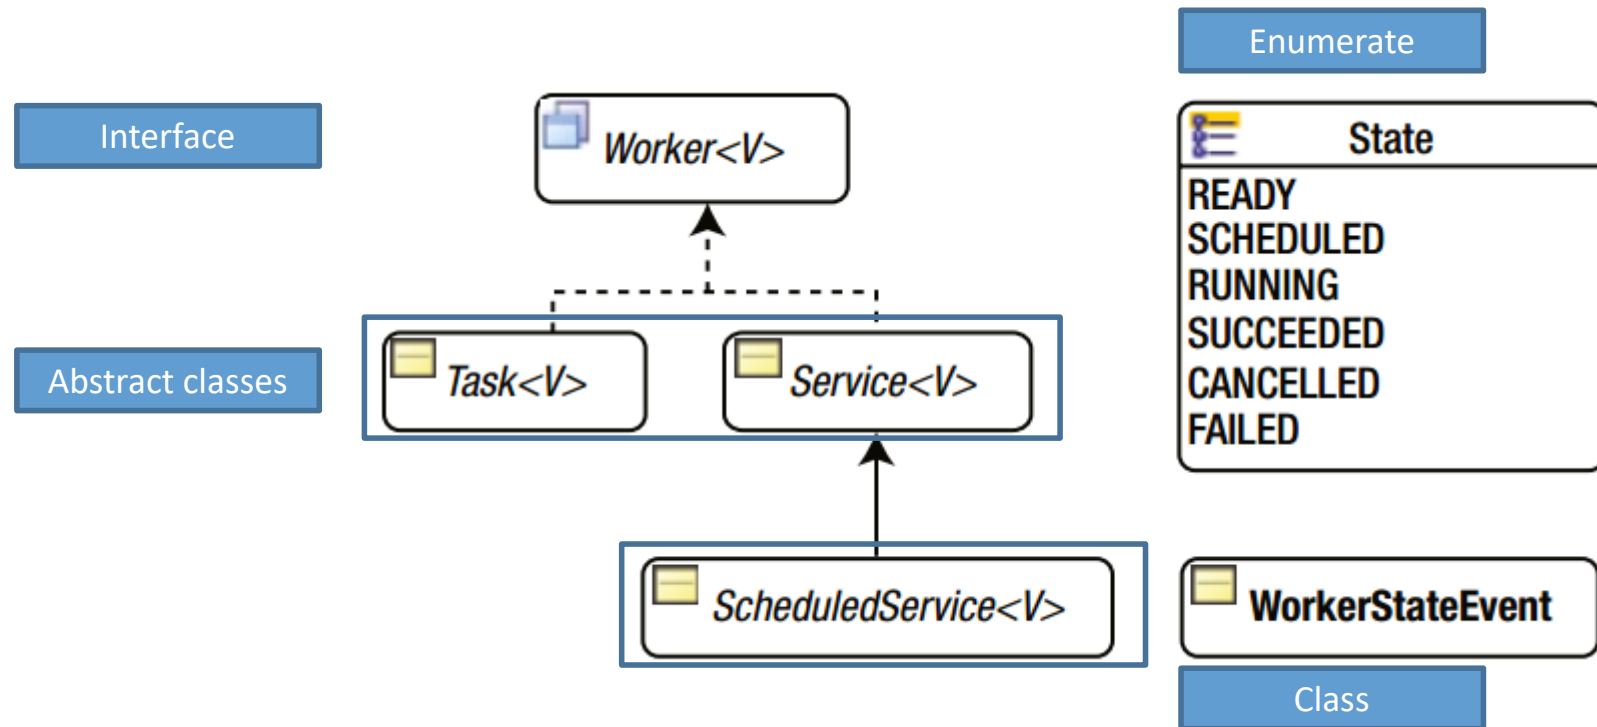 Enumerate
Interface
Worker<V>
State
READY
SCHEDULED
RUNNING
SUCCEEDED
CANCELLED
FAILED
Abstract classes
Task<V>
Service<V>
ScheduledService<V>
WorkerStateEvent
Class